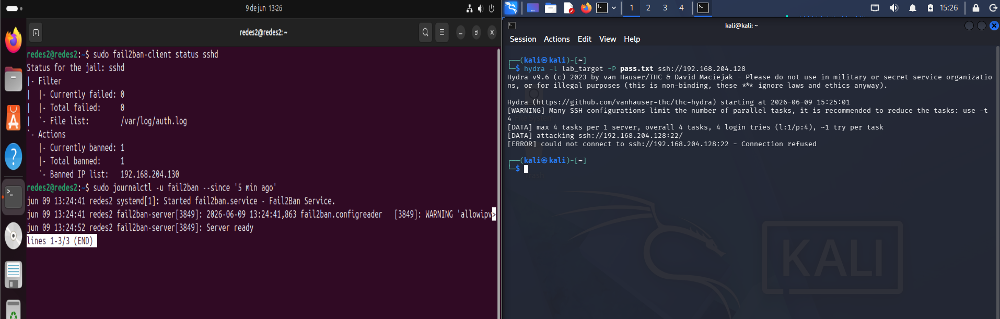 9 de jun 13:26
redes2@redes2: ~
redes2@redes2:~$ sudo fail2ban-client status sshd
Status for the jail: sshd
|- Filter
|  |- Currently failed: 0
|  |- Total failed:     0
|  `- File list:        /var/log/auth.log
`- Actions
   |- Currently banned: 1
   |- Total banned:     1
   `- Banned IP list:   192.168.204.130
redes2@redes2:~$ sudo journalctl -u fail2ban --since '5 min ago'
jun 09 13:24:41 redes2 systemd[1]: Started fail2ban.service - Fail2Ban Service.
jun 09 13:24:41 redes2 fail2ban-server[3849]: 2026-06-09 13:24:41,863 fail2ban.configreader   [3849]: WARNING 'allowipv>
jun 09 13:24:52 redes2 fail2ban-server[3849]: Server ready
lines 1-3/3 (END)
1 2 3 4
15:26
kali@kali: ~
Session Actions Edit View Help
┌──(kali㉿kali)-[~]
└─$ hydra -l lab_target -P pass.txt ssh://192.168.204.128
Hydra v9.6 (c) 2023 by van Hauser/THC & David Maciejak - Please do not use in military or secret service organizatio
ns, or for illegal purposes (this is non-binding, these *** ignore laws and ethics anyway).
Hydra (https://github.com/vanhauser-thc/thc-hydra) starting at 2026-06-09 15:25:01
[WARNING] Many SSH configurations limit the number of parallel tasks, it is recommended to reduce the tasks: use -t
4
[DATA] max 4 tasks per 1 server, overall 4 tasks, 4 login tries (l:1/p:4), ~1 try per task
[DATA] attacking ssh://192.168.204.128:22/
[ERROR] could not connect to ssh://192.168.204.128:22 - Connection refused
┌──(kali㉿kali)-[~]
└─$
KALI